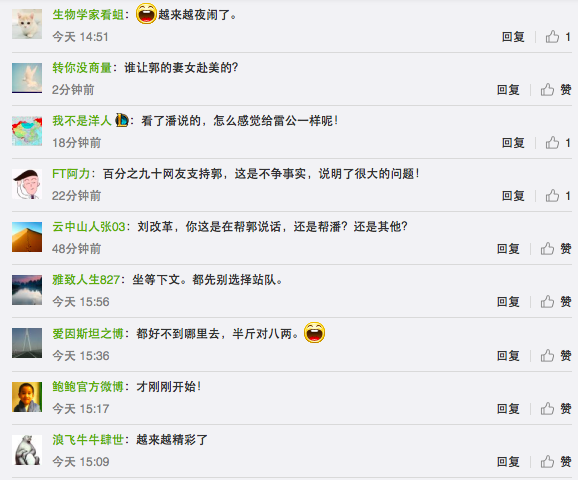 生物学家看蛆：越来越夜闹了。
今天 14:51
回复 1
转你没商量：谁让郭的妻女赴美的？
2分钟前
回复 赞
我不是洋人：看了潘说的，怎么感觉给雷公一样呢！
18分钟前
回复 1
FT阿力：百分之九十网友支持郭，这是不争事实，说明了很大的问题！
22分钟前
回复 1
云中山人张03：刘改革，你这是在帮郭说话，还是帮潘？还是其他？
48分钟前
回复 赞
雅致人生827：坐等下文。都先别选择站队。
今天 15:56
回复 赞
爱因斯坦之博：都好不到哪里去，半斤对八两。
今天 15:36
回复 赞
鲍鲍官方微博：才刚刚开始！
今天 15:17
回复 赞
浪飞牛牛肆世：越来越精彩了
今天 15:09
回复 赞